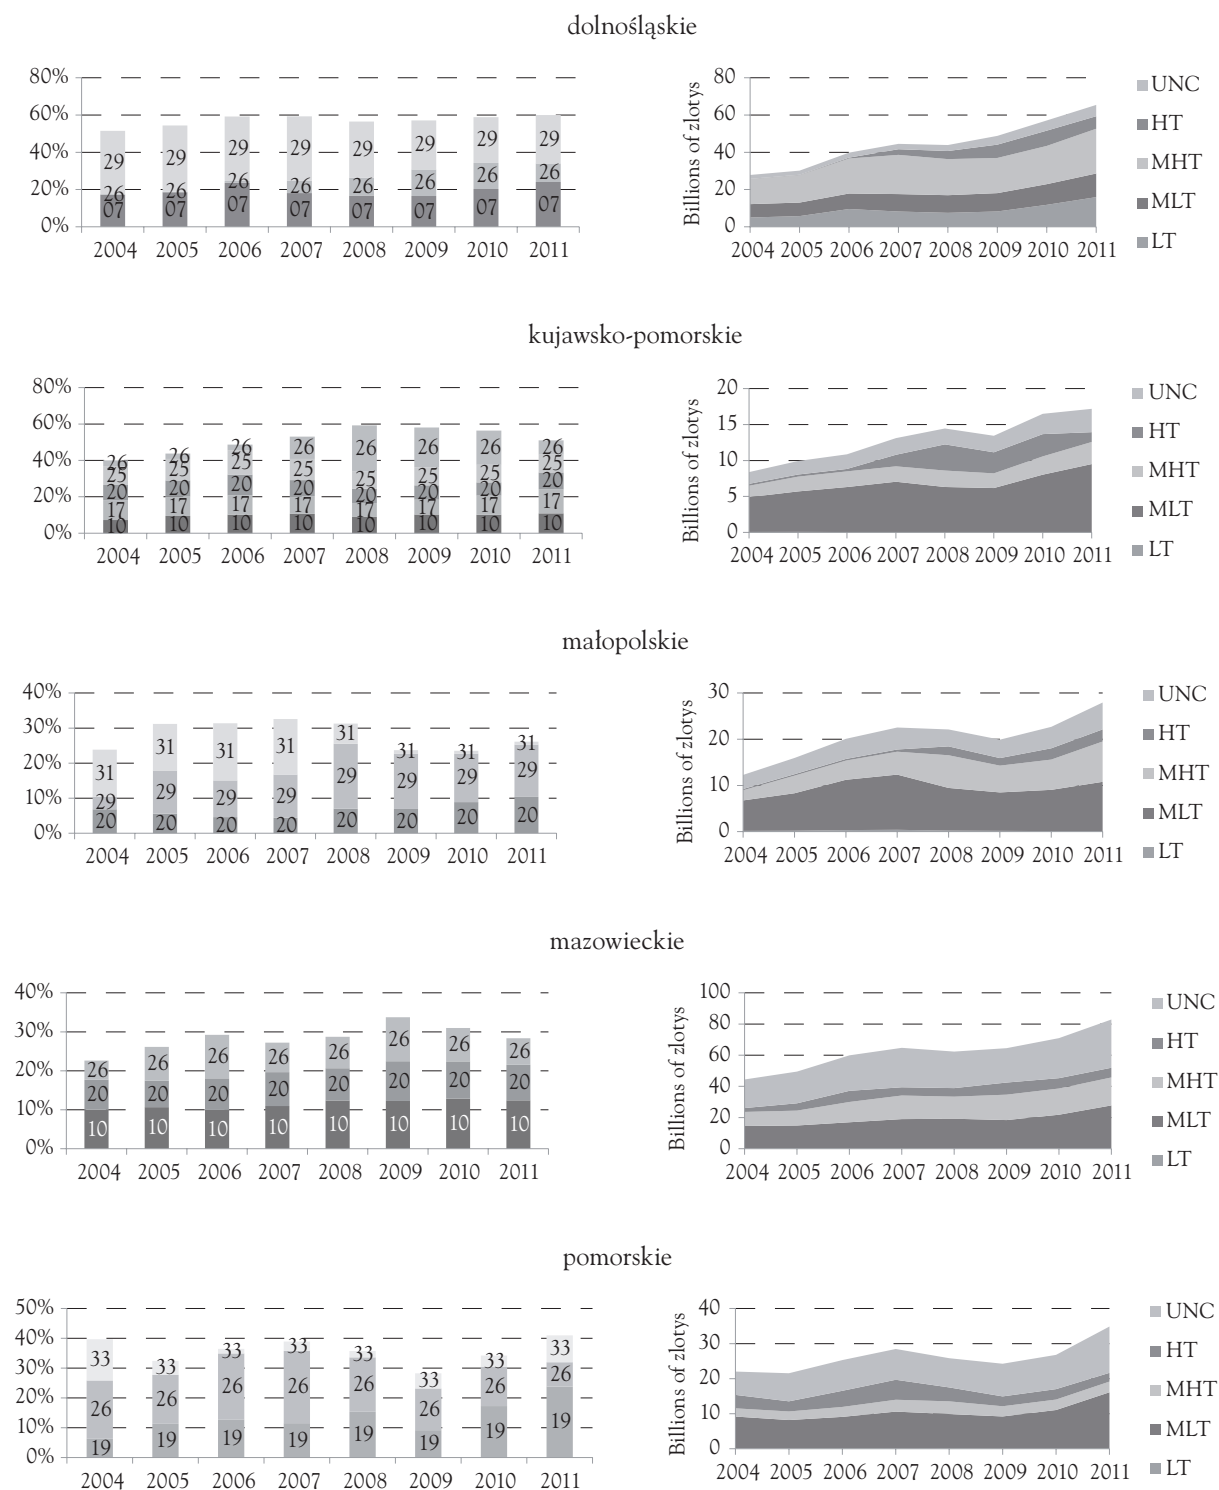 dolnośląskie
80%
60%
40%
20%
0%
29 29 29 29 29 29 29 29
26 26 26 26 26 26 26 26
07 07 07 07 07 07 07 07
2004 2005 2006 2007 2008 2009 2010 2011
Billions of zlotys
80
60
40
20
0
2004 2005 2006 2007 2008 2009 2010 2011
UNC
HT
MHT
MLT
LT
kujawsko-pomorskie
80%
60%
40%
20%
0%
26 26 26 26 26 26 26 26
25 25 25 25 25 25 25 25
20 20 20 20 20 20 20 20
17 17 17 17 17 17 17 17
10 10 10 10 10 10 10 10
2004 2005 2006 2007 2008 2009 2010 2011
Billions of zlotys
20
15
10
5
0
2004 2005 2006 2007 2008 2009 2010 2011
UNC
HT
MHT
MLT
LT
małopolskie
40%
30%
20%
10%
0%
31 31 31 31 31 31 31 31
29 29 29 29 29 29 29 29
20 20 20 20 20 20 20 20
2004 2005 2006 2007 2008 2009 2010 2011
Billions of zlotys
30
20
10
0
2004 2005 2006 2007 2008 2009 2010 2011
UNC
HT
MHT
MLT
LT
mazowieckie
40%
30%
20%
10%
0%
26 26 26 26 26 26 26 26
20 20 20 20 20 20 20 20
10 10 10 10 10 10 10 10
2004 2005 2006 2007 2008 2009 2010 2011
Billions of zlotys
100
80
60
40
20
0
2004 2005 2006 2007 2008 2009 2010 2011
UNC
HT
MHT
MLT
LT
pomorskie
50%
40%
30%
20%
10%
0%
33 33 33 33 33 33 33 33
26 26 26 26 26 26 26 26
19 19 19 19 19 19 19 19
2004 2005 2006 2007 2008 2009 2010 2011
Billions of zlotys
40
30
20
10
0
2004 2005 2006 2007 2008 2009 2010 2011
UNC
HT
MHT
MLT
LT